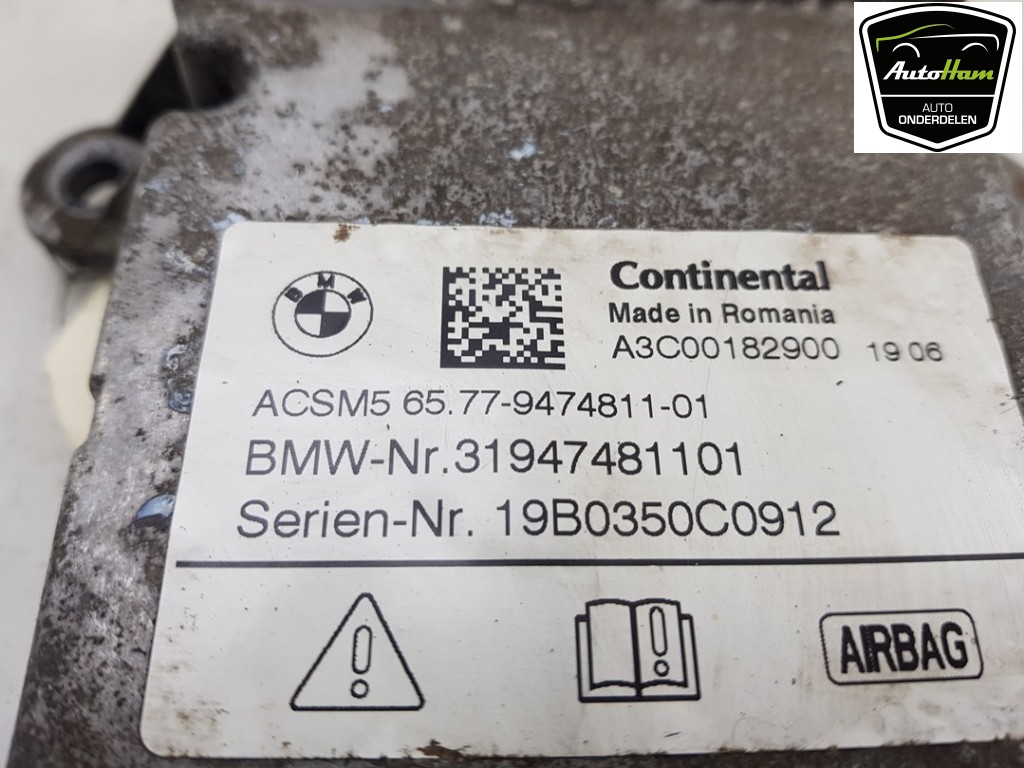 AutoHam
AUTO
ONDERDELEN
BMW
Continental
Made in Romania
A3C00182900 19 06
ACSM5 65.77-9474811-01
BMW-Nr.31947481101
Serien-Nr. 19B0350C0912
AIRBAG